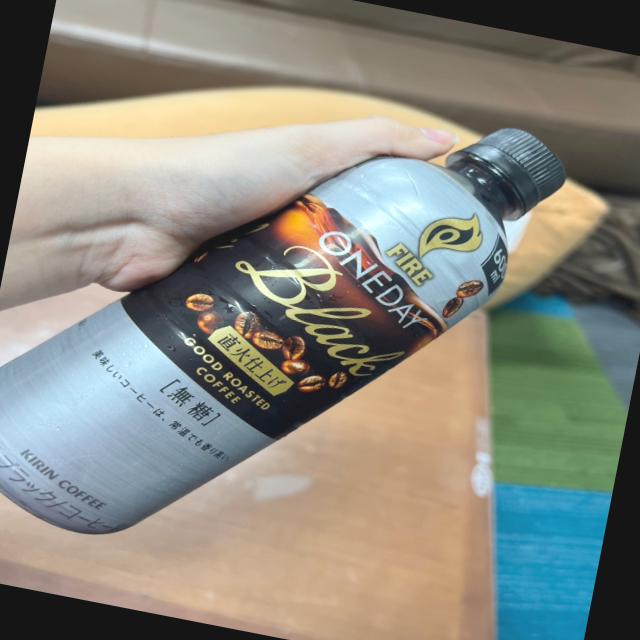 FIRE
ONEDAY
Black
直火仕上げ
GOOD ROASTED
COFFEE
[無糖]
美味しいコーヒーは、常温でも香り高い
KIRIN COFFEE
ブラック/コーヒー
ml